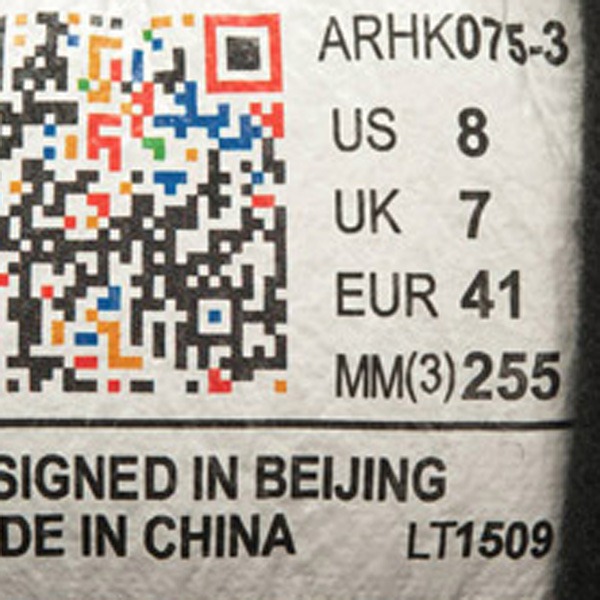 ARHK075-3
US 8
UK 7
EUR 41
MM(3) 255
SIGNED IN BEIJING
DE IN CHINA LT1509